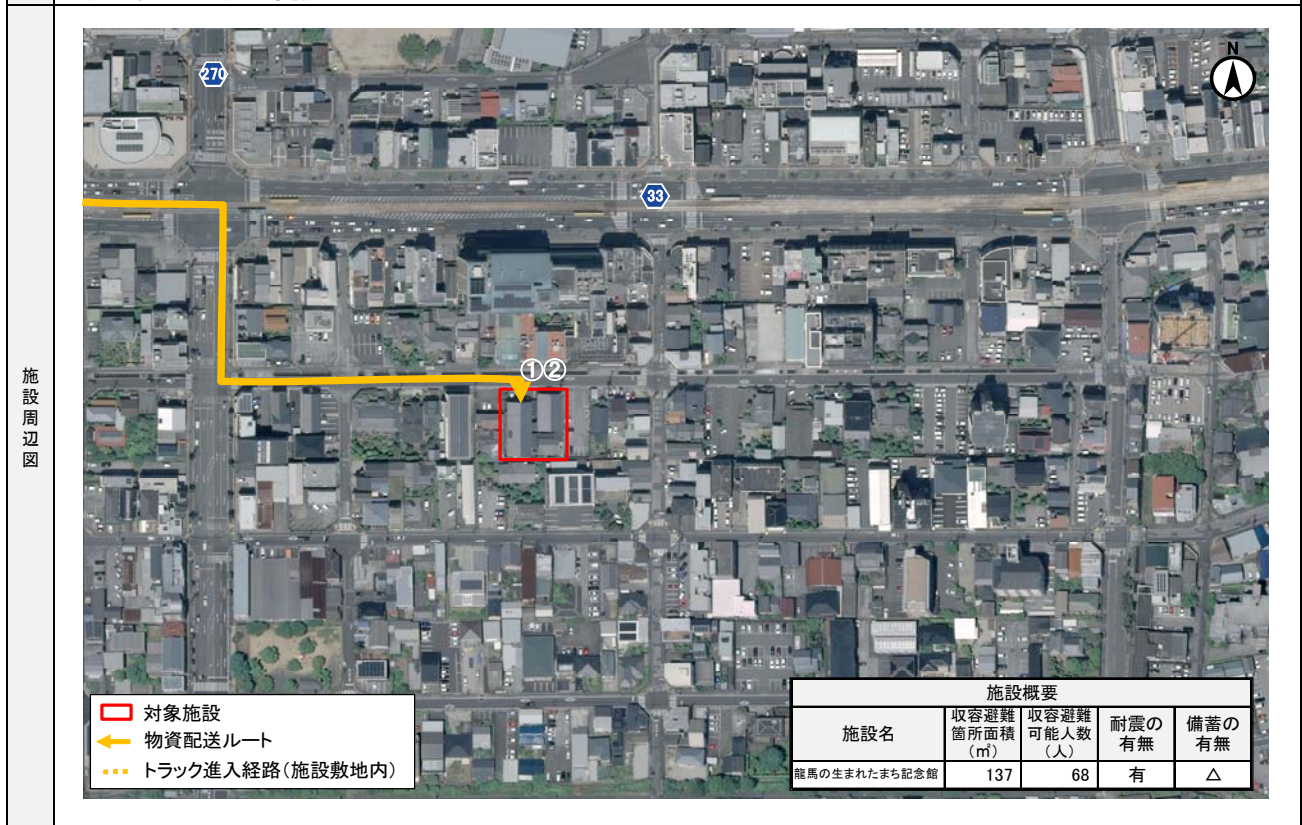 施設周辺図
N
270
33
①②
対象施設
物資配送ルート
トラック進入経路(施設敷地内)
施設概要
施設名
収容避難
箇所面積
(㎡)
収容避難
可能人数
(人)
耐震の
有無
備蓄の
有無
龍馬の生まれたまち記念館 137 68 有 △